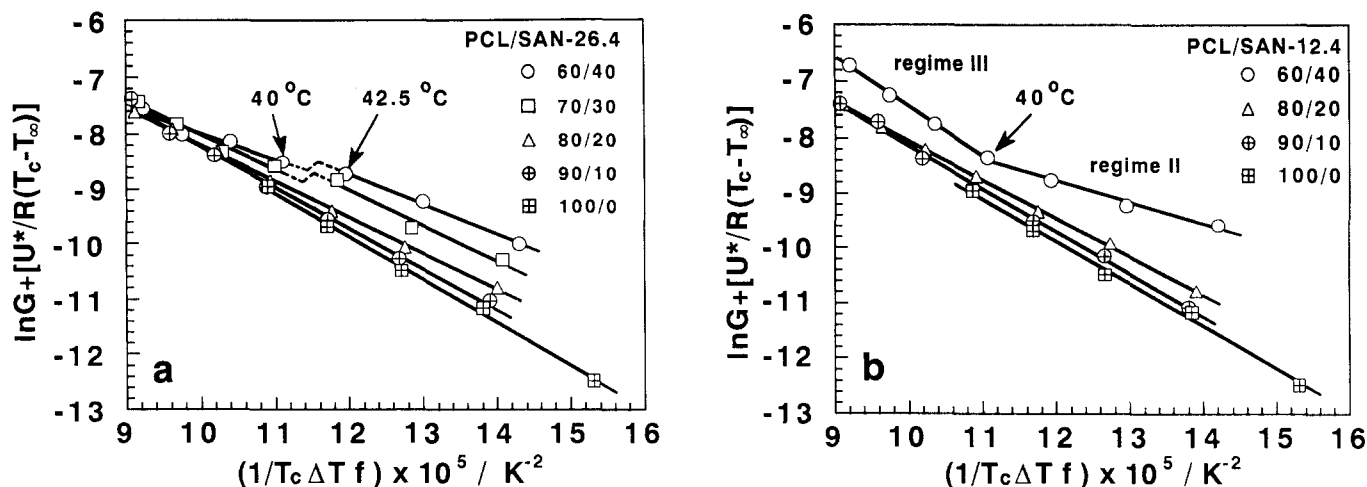 lnG+[U*/R(Tc-T∞)]
-6
-7
-8
-9
-10
-11
-12
-13
PCL/SAN-26.4
60/40
70/30
80/20
90/10
100/0
40 °C
42.5 °C
a
9 10 11 12 13 14 15 16
(1/Tc ΔT f) x 10^5 / K^-2
lnG+[U*/R(Tc-T∞)]
-6
-7
-8
-9
-10
-11
-12
-13
PCL/SAN-12.4
60/40
80/20
90/10
100/0
regime III
40 °C
regime II
b
9 10 11 12 13 14 15 16
(1/Tc ΔT f) x 10^5 / K^-2